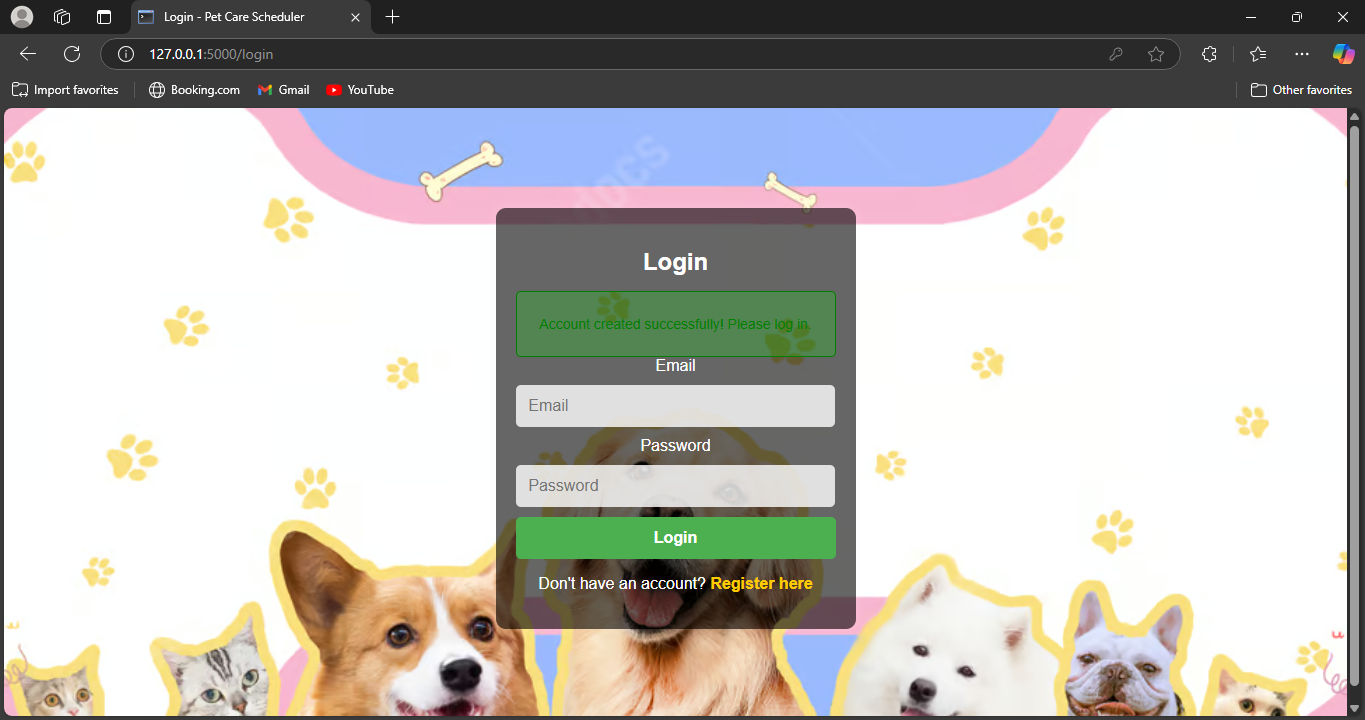 Login - Pet Care Scheduler
127.0.0.1:5000/login
Import favorites
Booking.com
Gmail
YouTube
Other favorites
docs
Login
Account created successfully! Please log in.
Email
Email
Password
Password
Login
Don't have an account? Register here